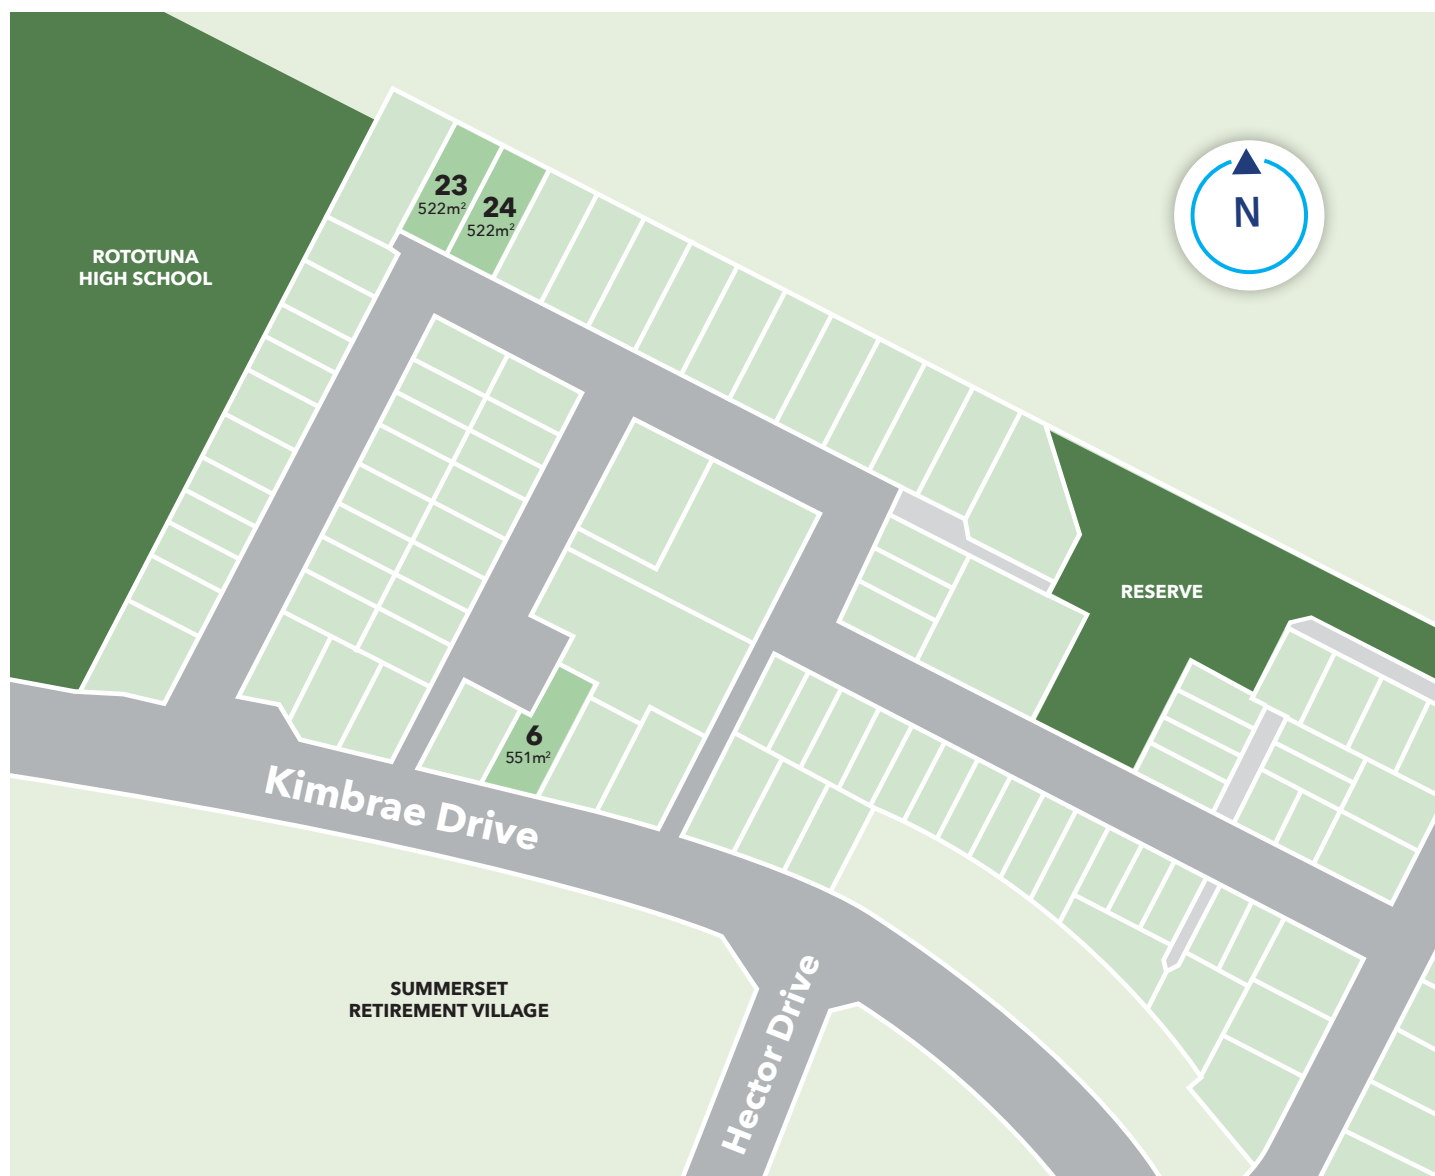 23
522m²
24
522m²
N
ROTOTUNA
HIGH SCHOOL
RESERVE
6
551m²
Kimbrae Drive
SUMMERSET
RETIREMENT VILLAGE
Hector Drive